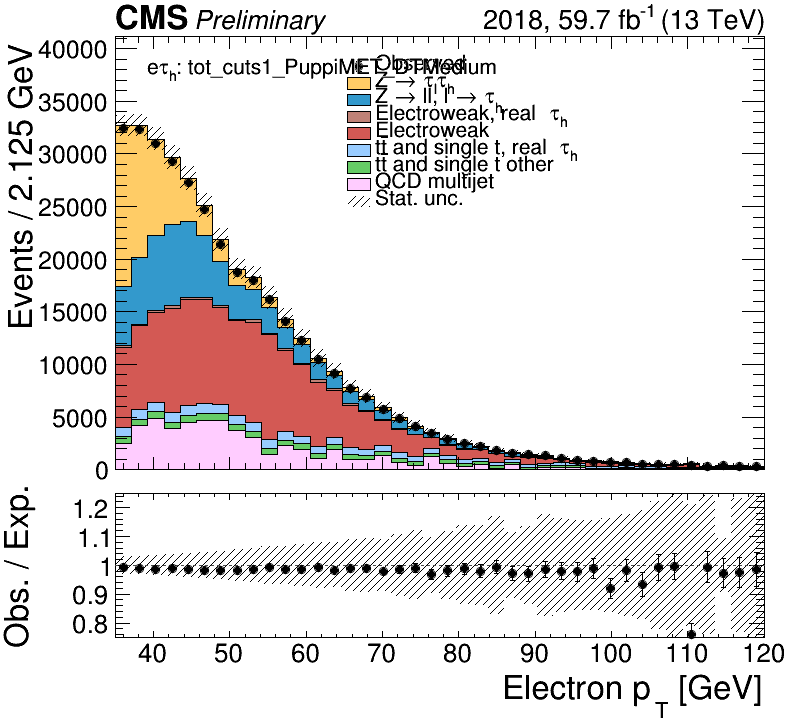 CMS Preliminary 2018, 59.7 fb⁻¹ (13 TeV)
eτh: tot_cuts1_PuppiMET_DTMedium
Observed
Z → ττh
Z → ll, l → τh
Electroweak, real τh
Electroweak
tt and single t, real τh
tt and single t other
QCD multijet
Stat. unc.
Events / 2.125 GeV
40000
35000
30000
25000
20000
15000
10000
5000
0
Obs. / Exp.
1.2
1.1
1
0.9
0.8
40 50 60 70 80 90 100 110 120
Electron pT [GeV]